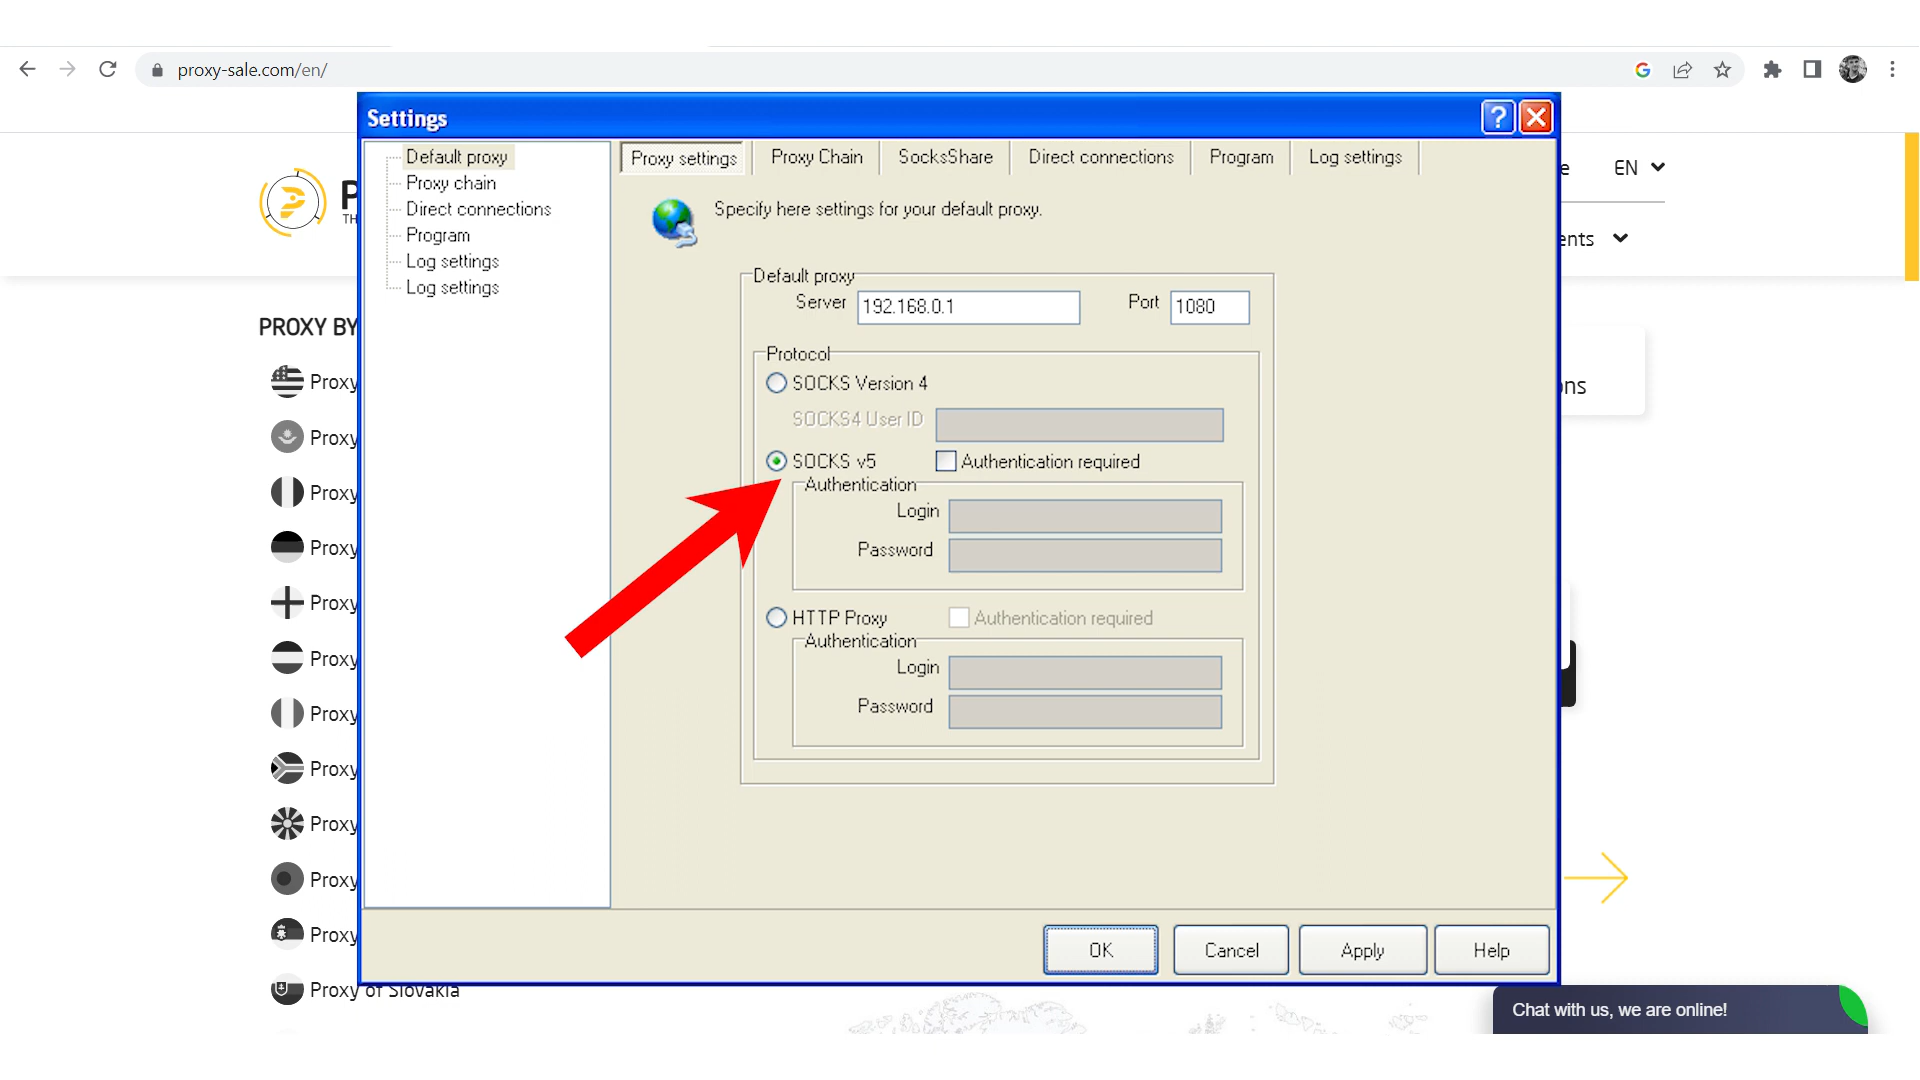 proxy-sale.com/en/
Settings
Default proxy
Proxy chain
Direct connections
Program
Log settings
Log settings
Proxy settings
Proxy Chain
SocksShare
Direct connections
Program
Log settings
Specify here settings for your default proxy.
Default proxy
Server 192.168.0.1 Port 1080
Protocol
SOCKS Version 4
SOCKS4 User ID
SOCKS v5 Authentication required
Authentication
Login
Password
HTTP Proxy Authentication required
Authentication
Login
Password
OK Cancel Apply Help
EN
PROXY BY
Proxy
Proxy
Proxy
Proxy
Proxy
Proxy
Proxy
Proxy
Proxy
Proxy
Proxy
Proxy of Slovakia
Chat with us, we are online!